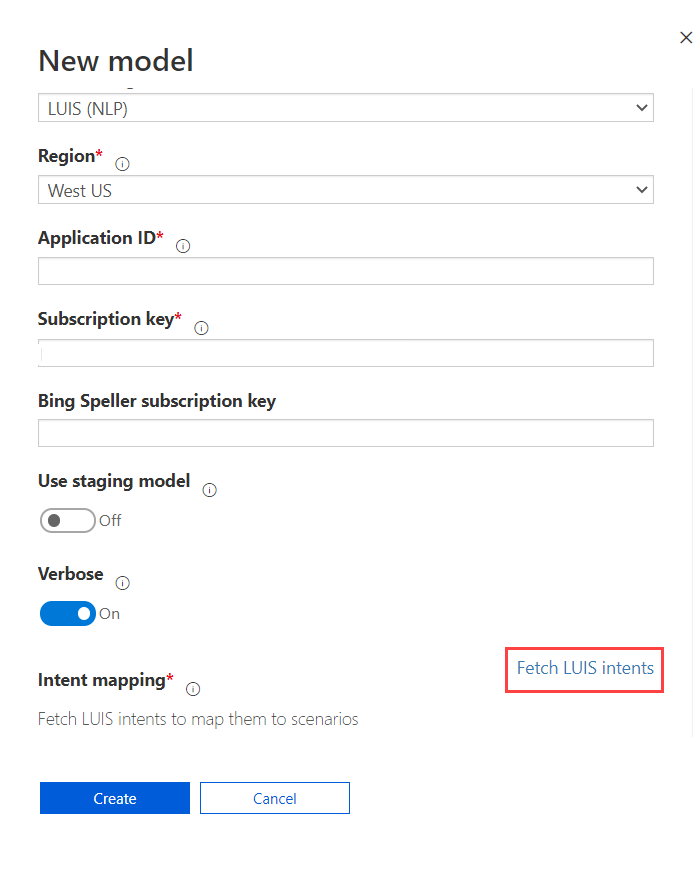 New model
LUIS (NLP)
Region*
West US
Application ID*
Subscription key*
Bing Speller subscription key
Use staging model
Off
Verbose
On
Fetch LUIS intents
Intent mapping*
Fetch LUIS intents to map them to scenarios
Create
Cancel